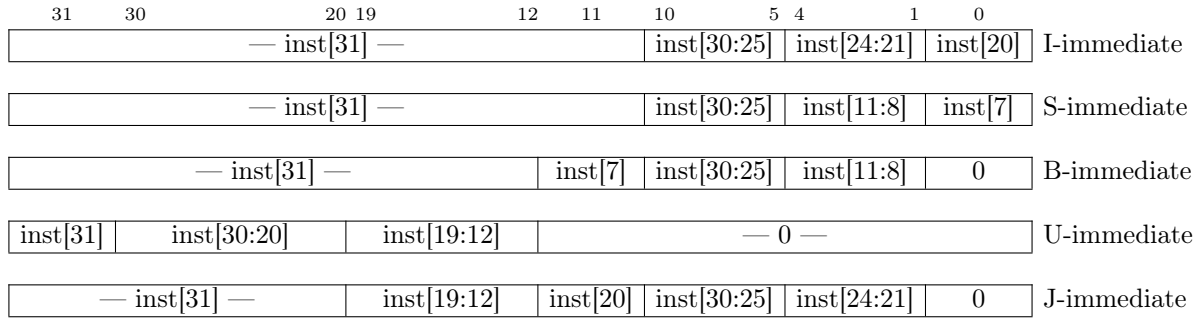 31 30 20 19 12 11 10 5 4 1 0
— inst[31] — inst[30:25] inst[24:21] inst[20] I-immediate
— inst[31] — inst[30:25] inst[11:8] inst[7] S-immediate
— inst[31] — inst[7] inst[30:25] inst[11:8] 0 B-immediate
inst[31] inst[30:20] inst[19:12] — 0 — U-immediate
— inst[31] — inst[19:12] inst[20] inst[30:25] inst[24:21] 0 J-immediate